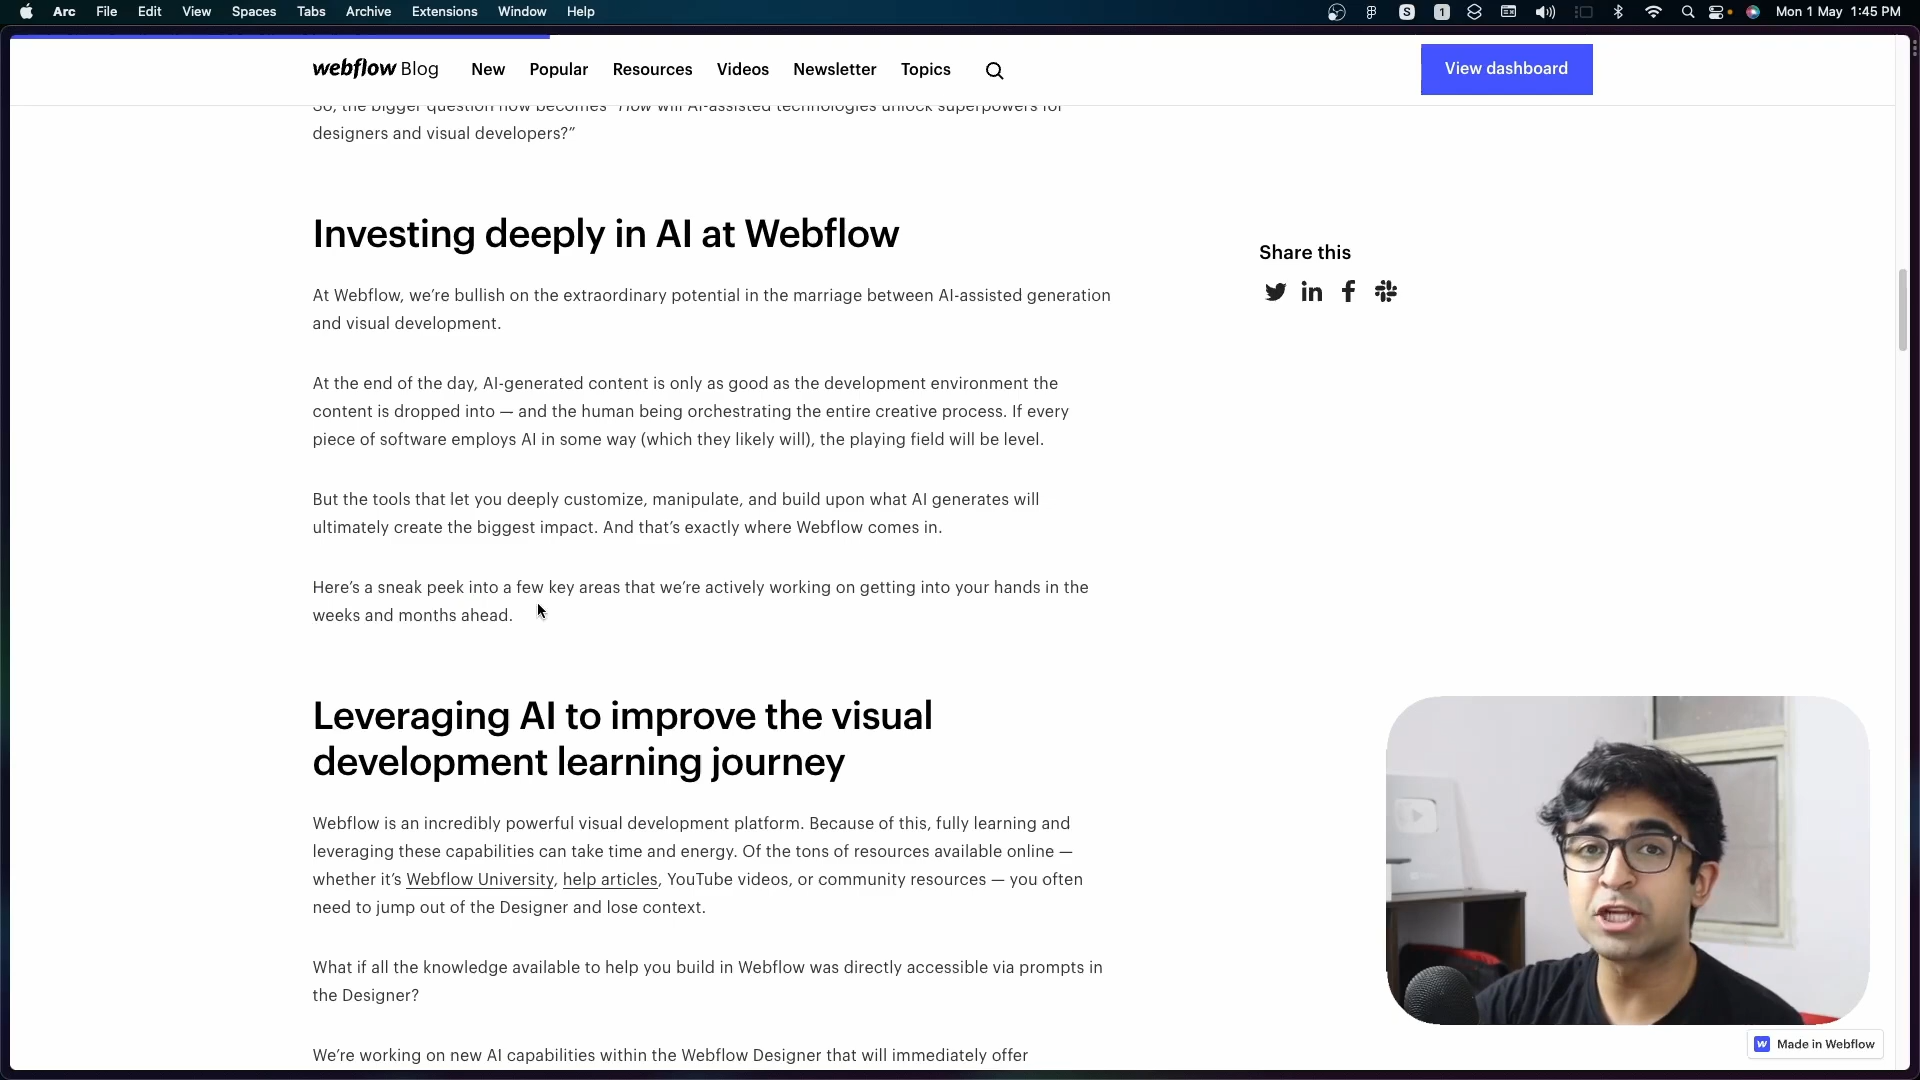 Arc File Edit View Spaces Tabs Archive Extensions Window Help S 1 Mon 1 May 1:45 PM
webflow Blog New Popular Resources Videos Newsletter Topics View dashboard
So, the bigger question now becomes “How will AI-assisted technologies unlock superpowers for
designers and visual developers?”
Investing deeply in AI at Webflow
Share this
At Webflow, we’re bullish on the extraordinary potential in the marriage between AI-assisted generation
and visual development.
At the end of the day, AI-generated content is only as good as the development environment the
content is dropped into — and the human being orchestrating the entire creative process. If every
piece of software employs AI in some way (which they likely will), the playing field will be level.
But the tools that let you deeply customize, manipulate, and build upon what AI generates will
ultimately create the biggest impact. And that’s exactly where Webflow comes in.
Here’s a sneak peek into a few key areas that we’re actively working on getting into your hands in the
weeks and months ahead.
Leveraging AI to improve the visual
development learning journey
Webflow is an incredibly powerful visual development platform. Because of this, fully learning and
leveraging these capabilities can take time and energy. Of the tons of resources available online —
whether it’s Webflow University, help articles, YouTube videos, or community resources — you often
need to jump out of the Designer and lose context.
What if all the knowledge available to help you build in Webflow was directly accessible via prompts in
the Designer?
We’re working on new AI capabilities within the Webflow Designer that will immediately offer
Made in Webflow